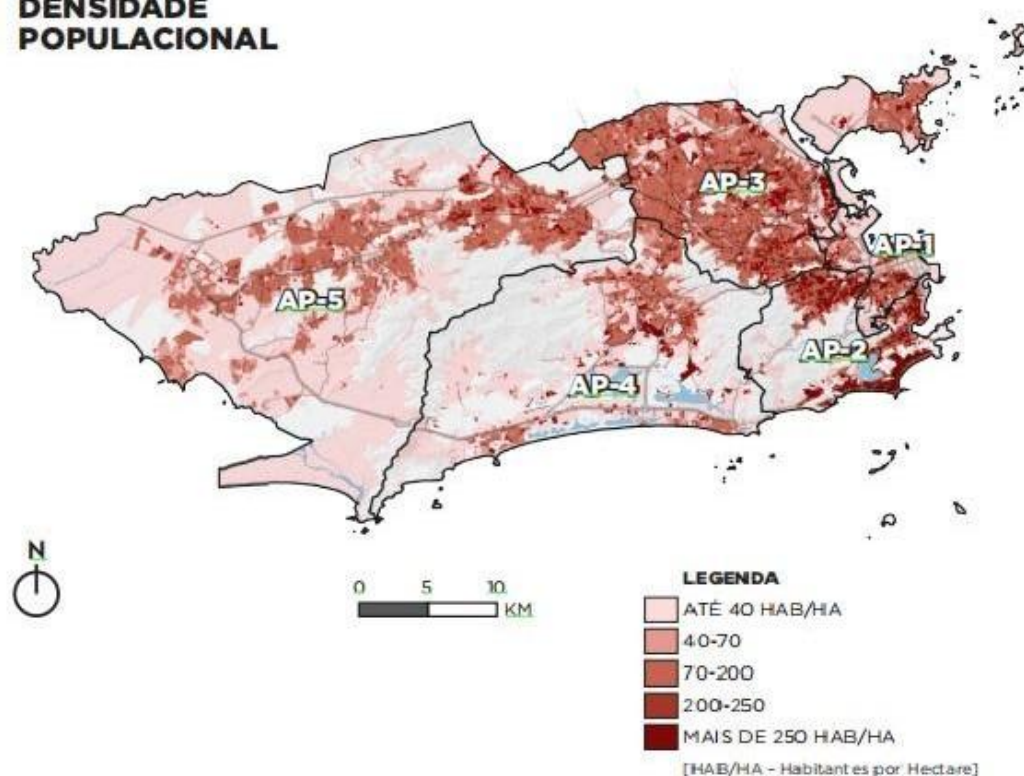 DENSIDADE
POPULACIONAL
AP-3
AP-1
AP-5
AP-2
AP-4
N
0 5 10
KM
LEGENDA
ATÉ 40 HAB/HA
40-70
70-200
200-250
MAIS DE 250 HAB/HA
[HAB/HA - Habitantes por Hectare]